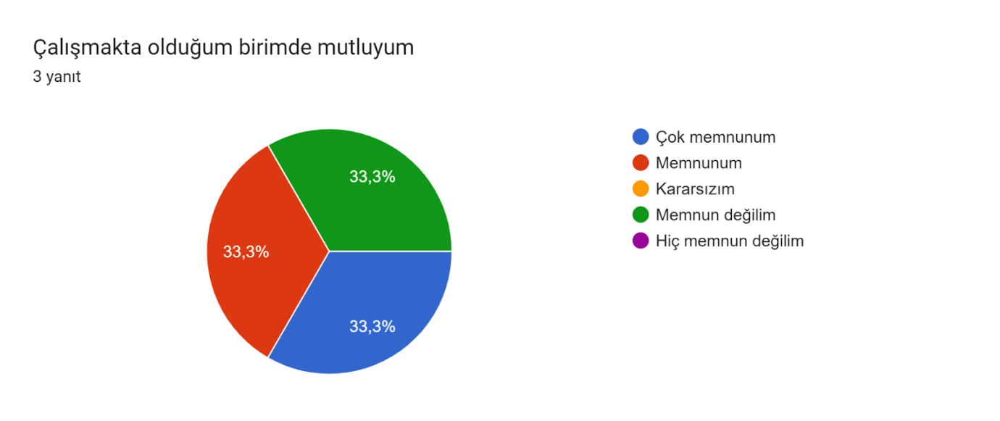 Çalışmakta olduğum birimde mutluyum
3 yanıt
Çok memnunum
Memnunum
Kararsızım
Memnun değilim
Hiç memnun değilim
33,3%
33,3%
33,3%